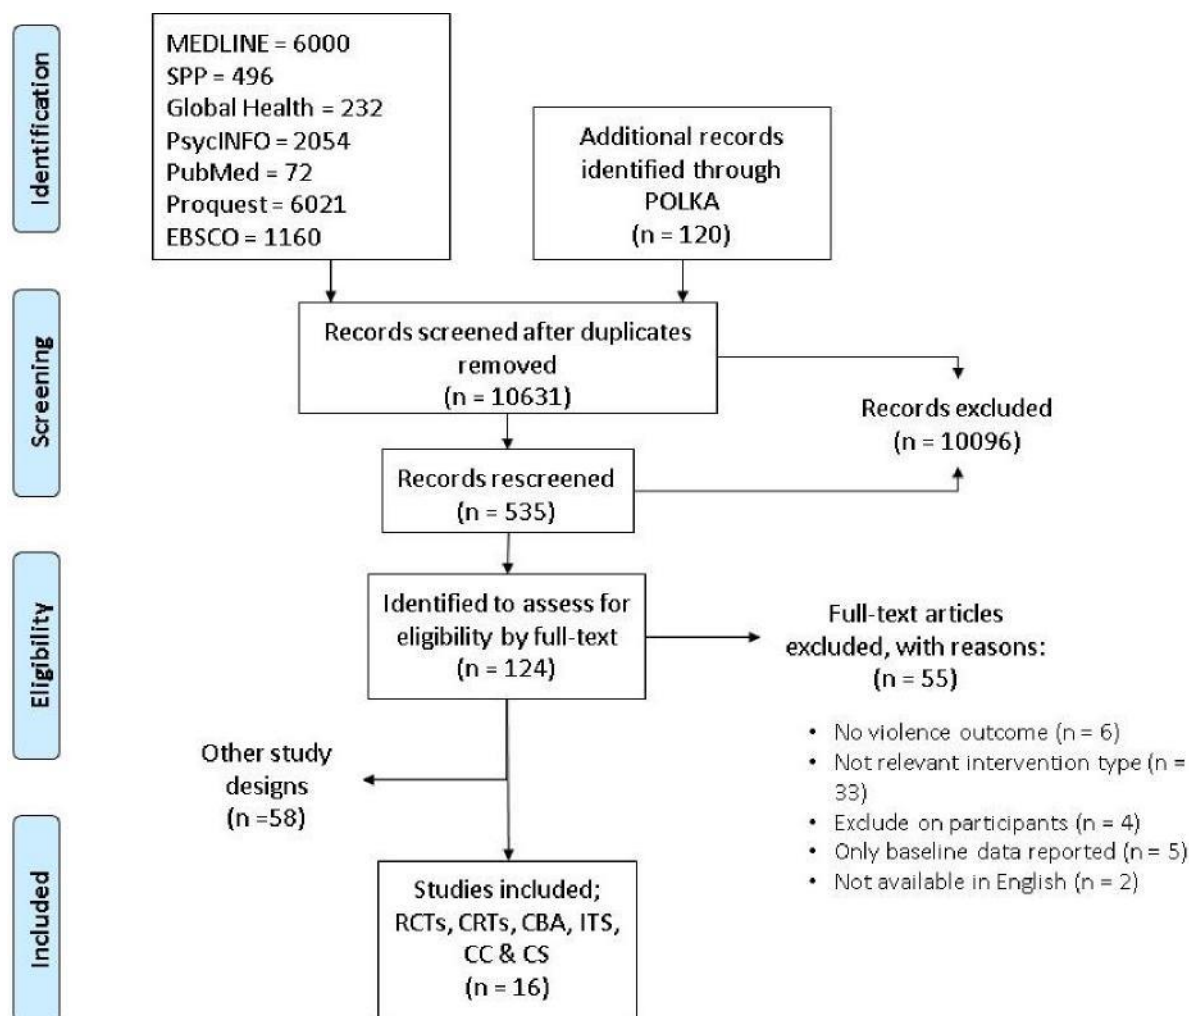 Identification
MEDLINE = 6000
SPP = 496
Global Health = 232
PsycINFO = 2054
PubMed = 72
Proquest = 6021
EBSCO = 1160
Additional records
identified through
POLKA
(n = 120)
Screening
Records screened after duplicates
removed
(n = 10631)
Records excluded
(n = 10096)
Records rescreened
(n = 535)
Eligibility
Identified to assess for
eligibility by full-text
(n = 124)
Full-text articles
excluded, with reasons:
(n = 55)
• No violence outcome (n = 6)
• Not relevant intervention type (n =
33)
• Exclude on participants (n = 4)
• Only baseline data reported (n = 5)
• Not available in English (n = 2)
Other study
designs
(n =58)
Included
Studies included;
RCTs, CRTs, CBA, ITS,
CC & CS
(n = 16)